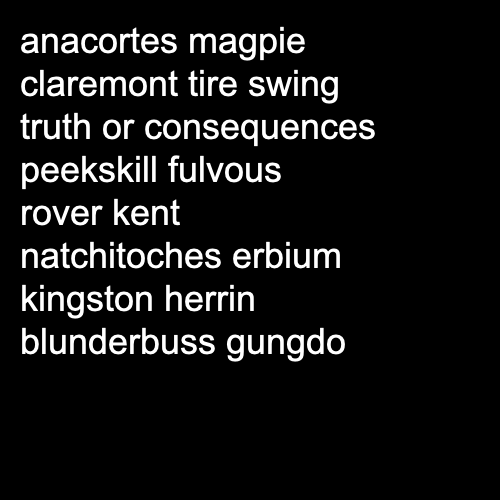 anacortes magpie
claremont tire swing
truth or consequences
peekskill fulvous
rover kent
natchitoches erbium
kingston herrin
blunderbuss gungdo